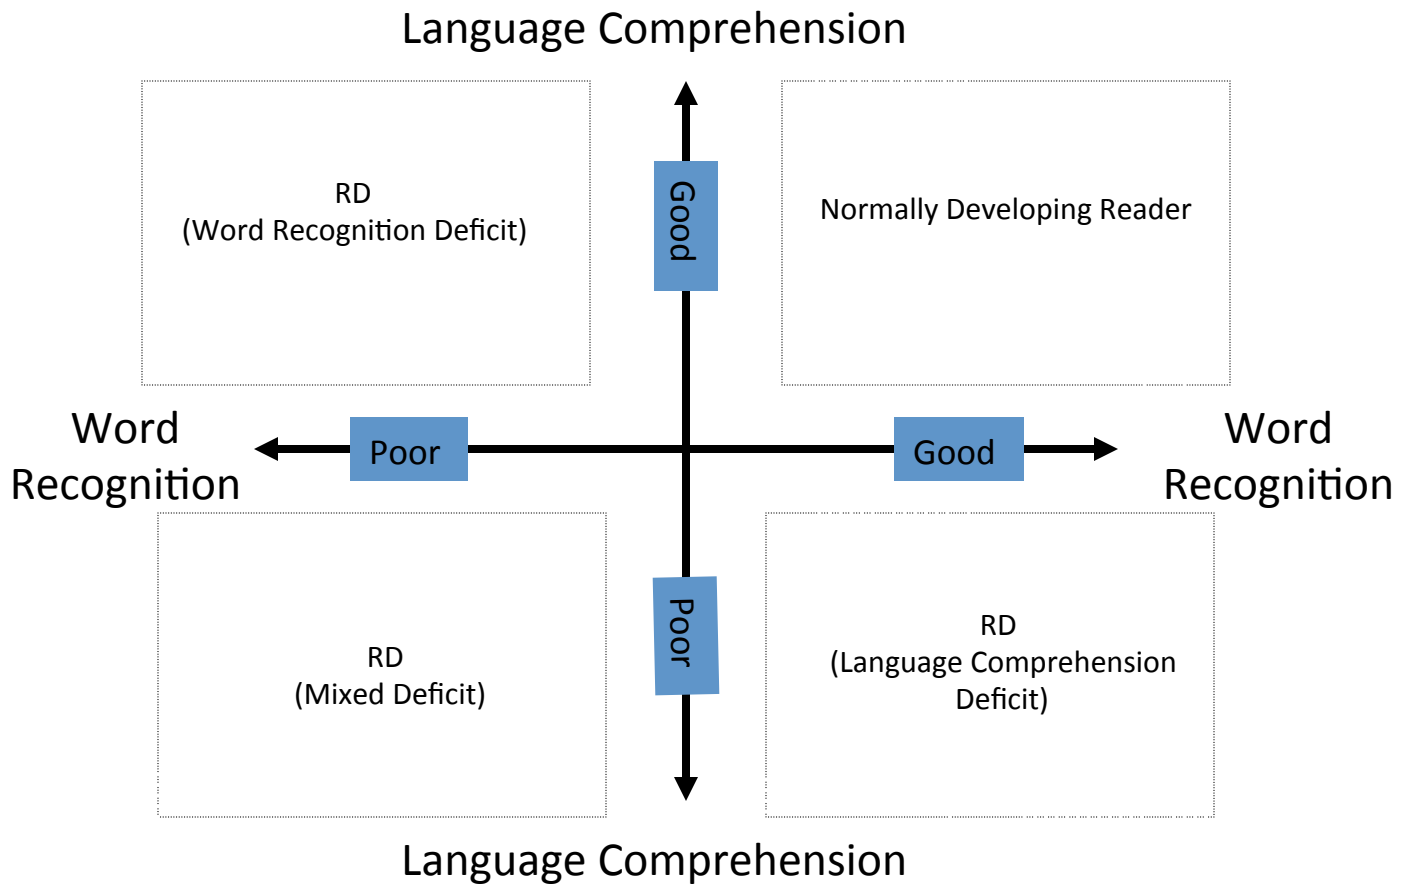 Language Comprehension
RD
(Word Recognition Deficit)
Good
Normally Developing Reader
Word
Recognition
Poor
Good
Word
Recognition
RD
(Mixed Deficit)
Poor
RD
(Language Comprehension
Deficit)
Language Comprehension